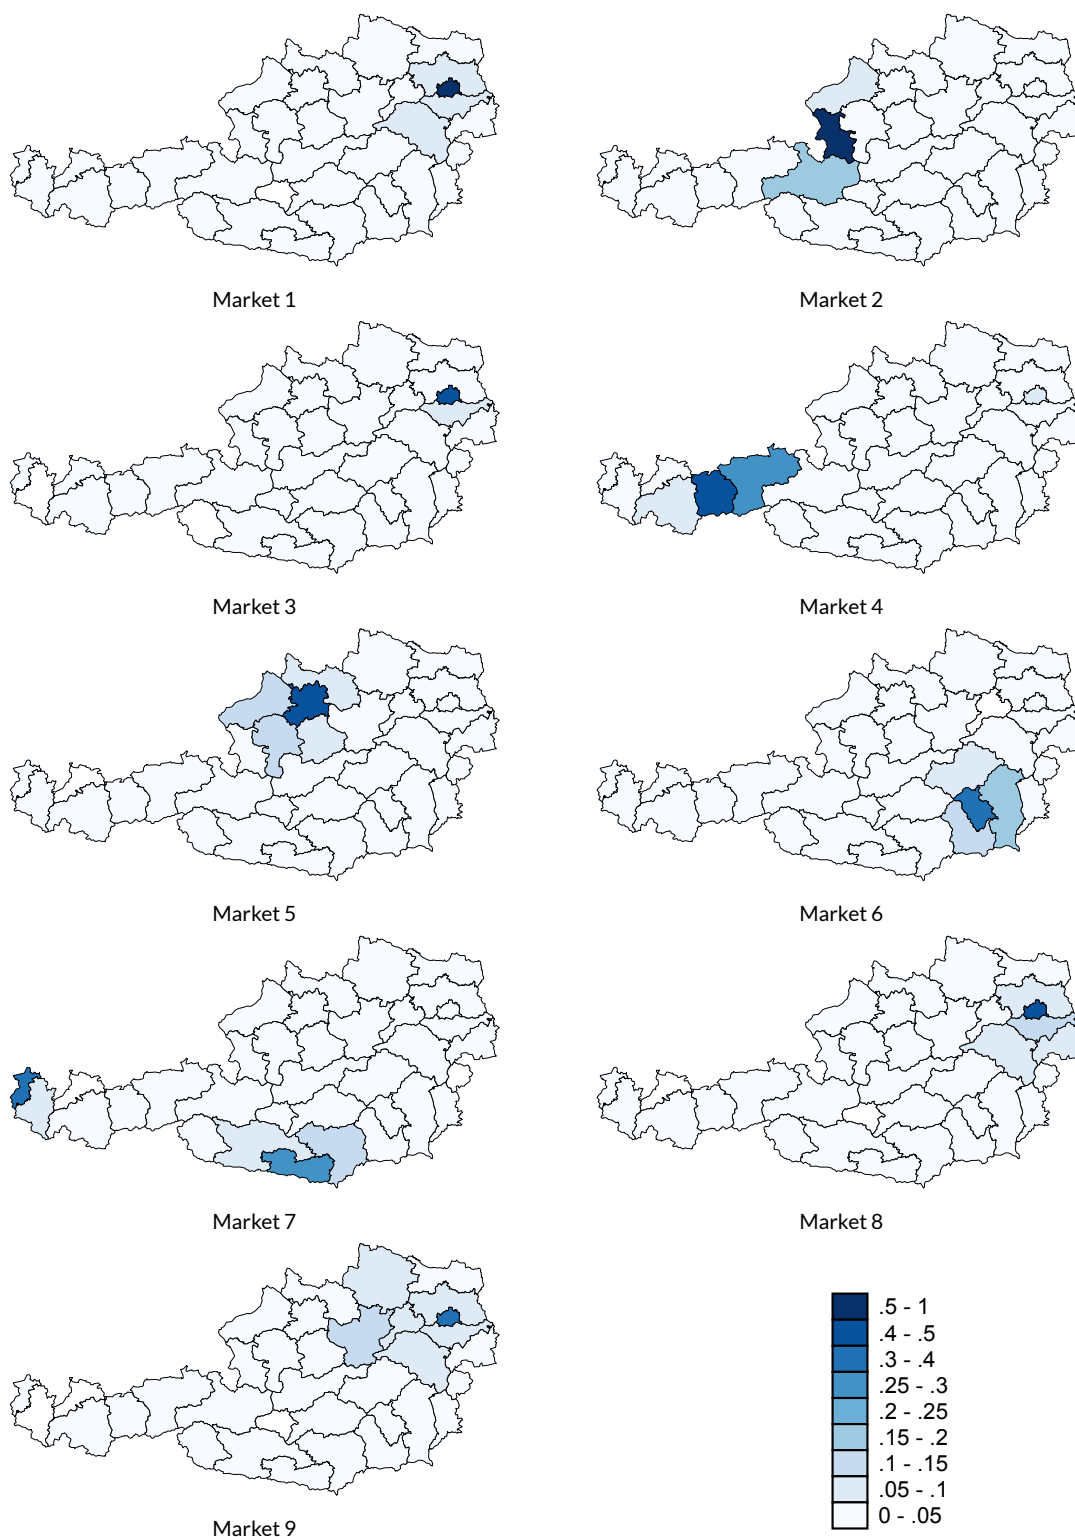 Market 1
Market 2
Market 3
Market 4
Market 5
Market 6
Market 7
Market 8
Market 9
.5 - 1
.4 - .5
.3 - .4
.25 - .3
.2 - .25
.15 - .2
.1 - .15
.05 - .1
0 - .05